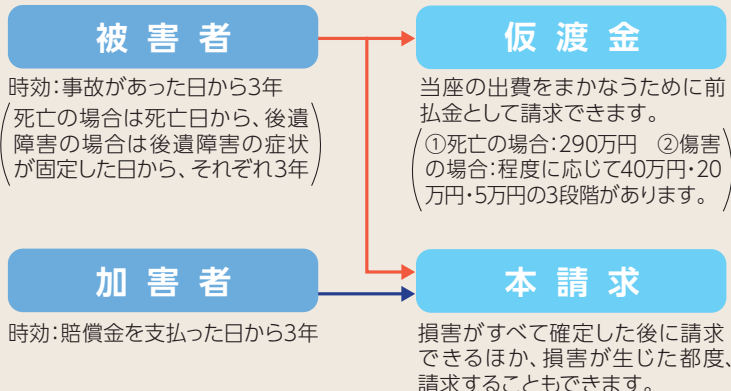 被害者
時効:事故があった日から3年
(死亡の場合は死亡日から、後遺
障害の場合は後遺障害の症状
が固定した日から、それぞれ3年)
仮渡金
当座の出費をまかなうために前
払金として請求できます。
(①死亡の場合:290万円　②傷害
の場合:程度に応じて40万円・20
万円・5万円の3段階があります。)
加害者
時効:賠償金を支払った日から3年
本請求
損害がすべて確定した後に請求
できるほか、損害が生じた都度、
請求することもできます。